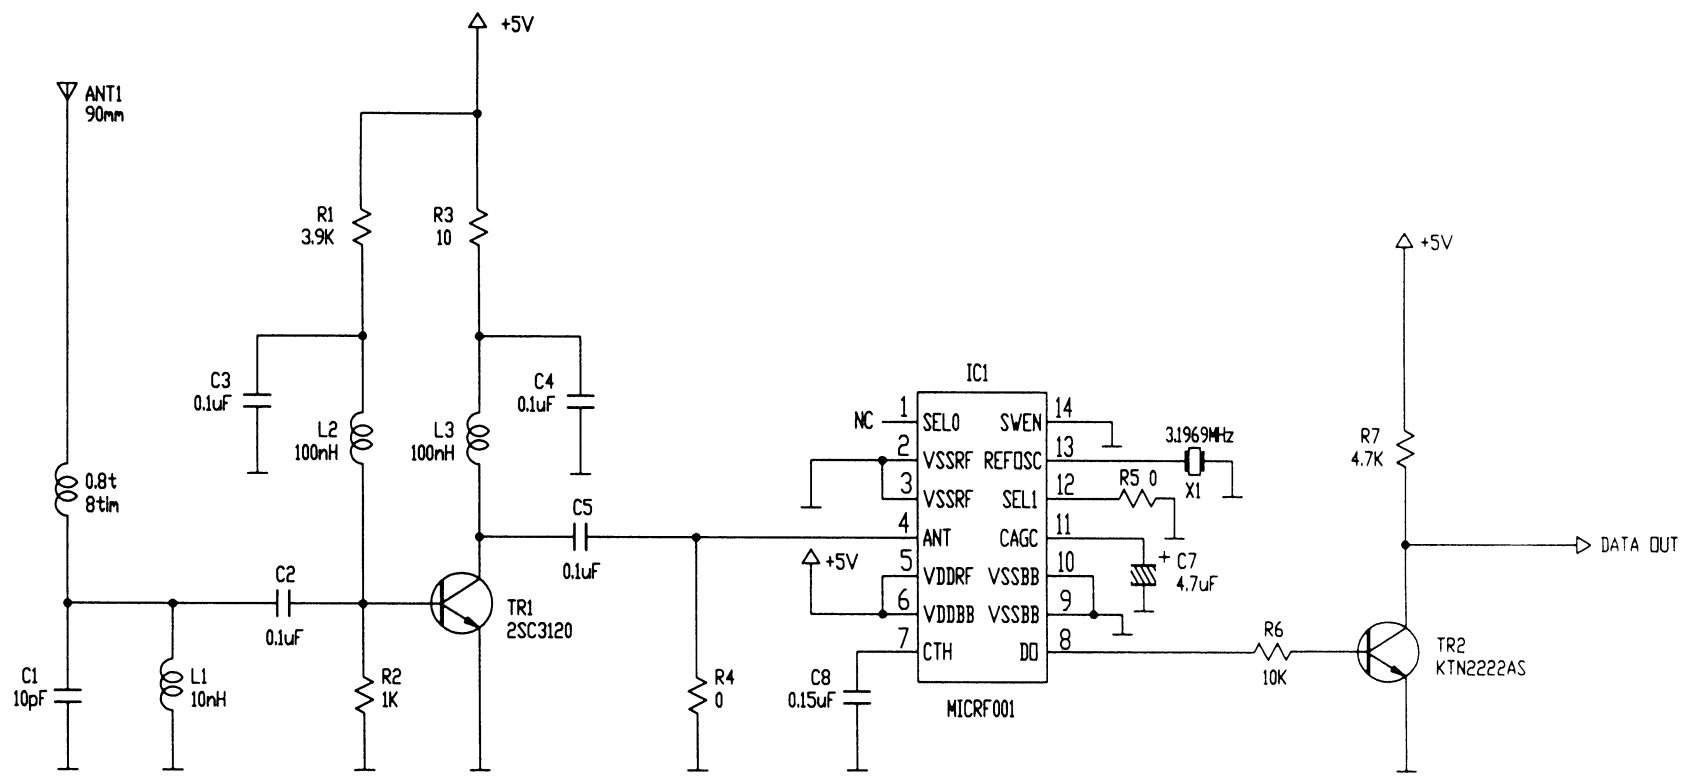 +5V
ANT1
90mm
R1
3.9K
R3
10
+5V
C3
0.1uF
C4
0.1uF
L2
100nH
L3
100nH
0.8t
8tim
C5
0.1uF
C2
0.1uF
TR1
2SC3120
C1
10pF
L1
10nH
R2
1K
R4
0
IC1
NC
1
SEL0
SWEN
14
2
VSSRF
REFOSC
13
3.1969MHz
X1
3
VSSRF
SEL1
12
R5 0
4
ANT
CAGC
11
+
C7
4.7uF
+5V
5
VDDRF
VSSBB
10
6
VDDBB
VSSBB
9
7
CTH
DO
8
C8
0.15uF
MICRF001
R6
10K
R7
4.7K
DATA OUT
TR2
KTN2222AS